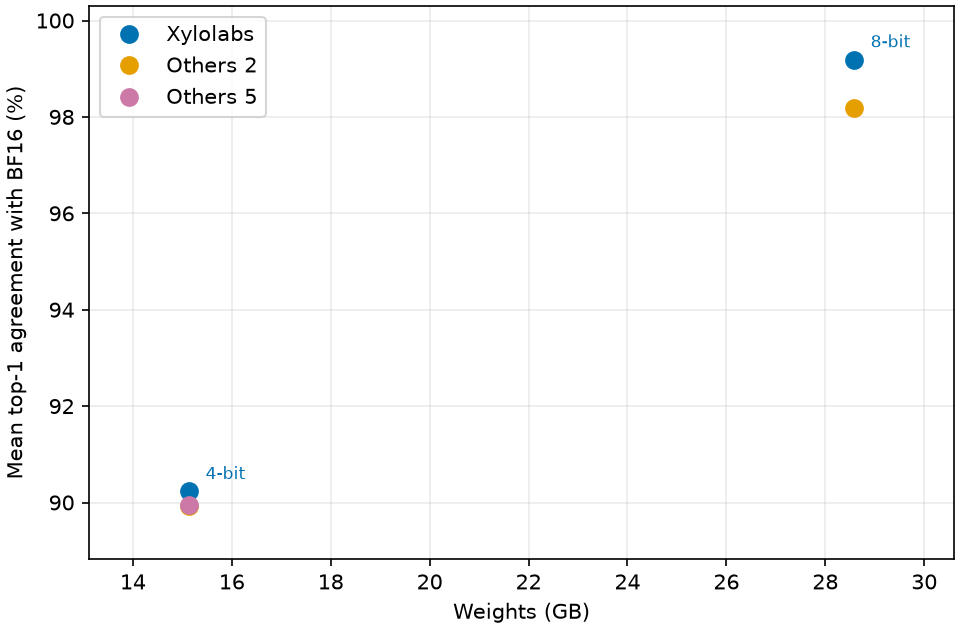 100
98
96
94
92
90
Mean top-1 agreement with BF16 (%)
Xylolabs
Others 2
Others 5
8-bit
4-bit
14 16 18 20 22 24 26 28 30
Weights (GB)